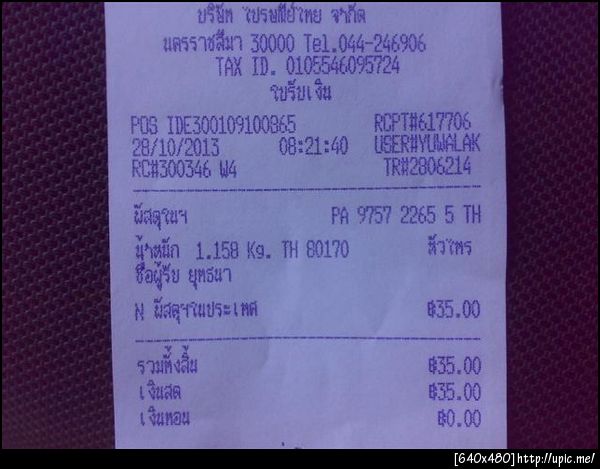 บริษัท ไปรษณีย์ไทย จำกัด
นครราชสีมา 30000 Tel.044-246906
TAX ID. 0105546095724
ใบรับเงิน
POS IDE300109100865 RCPT#617706
28/10/2013 08:21:40 USER#YUWALAK
RC#300346 W4 TR#2806214
พัสดุในฯ PA 9757 2265 5 TH
น้ำหนัก 1.158 Kg. TH 80170 หัวไทร
ชื่อผู้รับ ยุทธนา
N พัสดุฯในประเทศ ฿35.00
รวมทั้งสิ้น ฿35.00
เงินสด ฿35.00
เงินทอน ฿0.00
[640x480]http://upic.me/